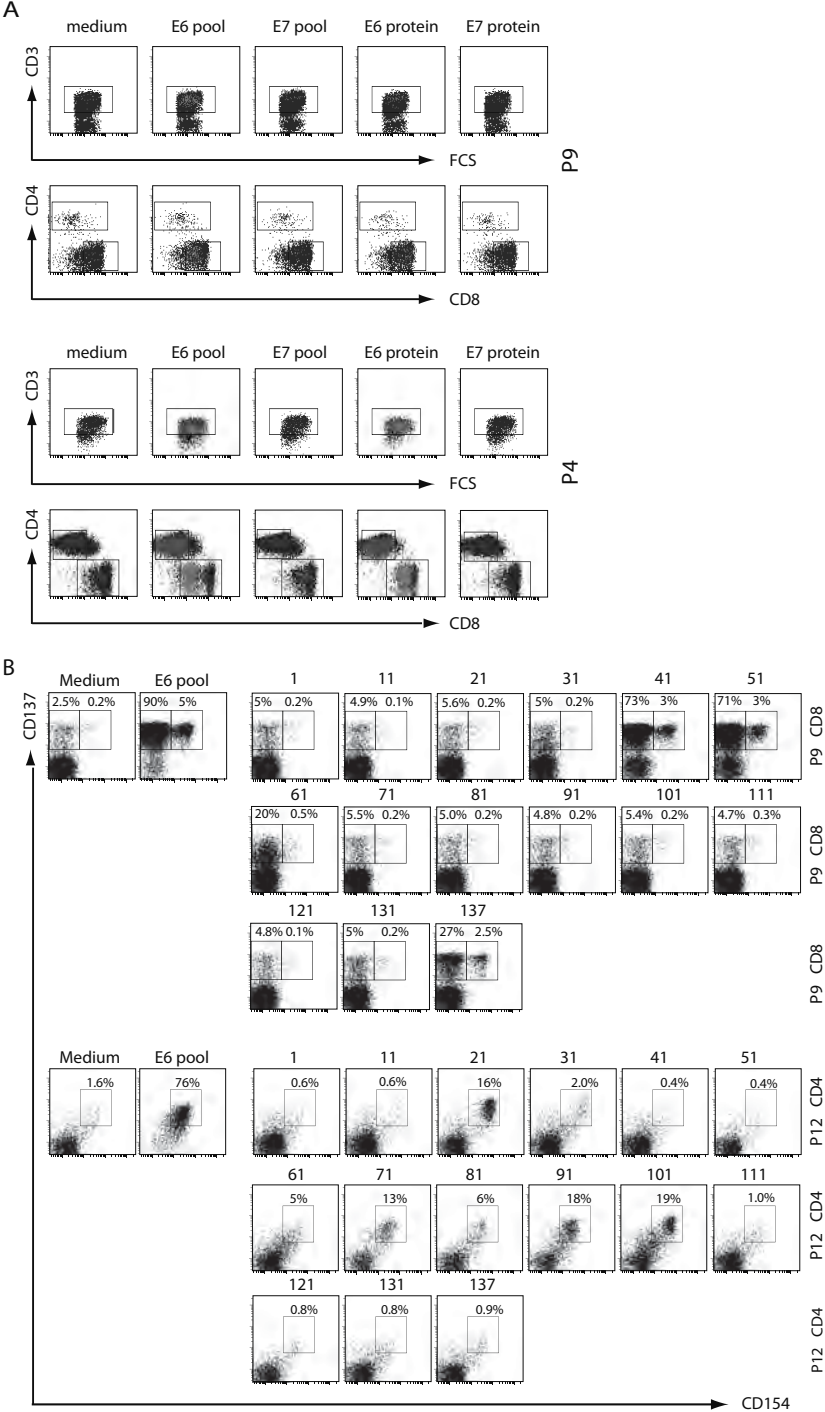 A
medium E6 pool E7 pool E6 protein E7 protein
CD3
FCS
P9
CD4
CD8
medium E6 pool E7 pool E6 protein E7 protein
CD3
FCS
P4
CD4
CD8
B
Medium E6 pool 1 11 21 31 41 51
CD137
2.5% 0.2% 90% 5% 5% 0.2% 4.9% 0.1% 5.6% 0.2% 5% 0.2% 73% 3% 71% 3%
P9 CD8
61 71 81 91 101 111
20% 0.5% 5.5% 0.2% 5.0% 0.2% 4.8% 0.2% 5.4% 0.2% 4.7% 0.3%
P9 CD8
121 131 137
4.8% 0.1% 5% 0.2% 27% 2.5%
P9 CD8
Medium E6 pool 1 11 21 31 41 51
1.6% 76% 0.6% 0.6% 16% 2.0% 0.4% 0.4%
P12 CD4
61 71 81 91 101 111
5% 13% 6% 18% 19% 1.0%
P12 CD4
121 131 137
0.8% 0.8% 0.9%
P12 CD4
CD154